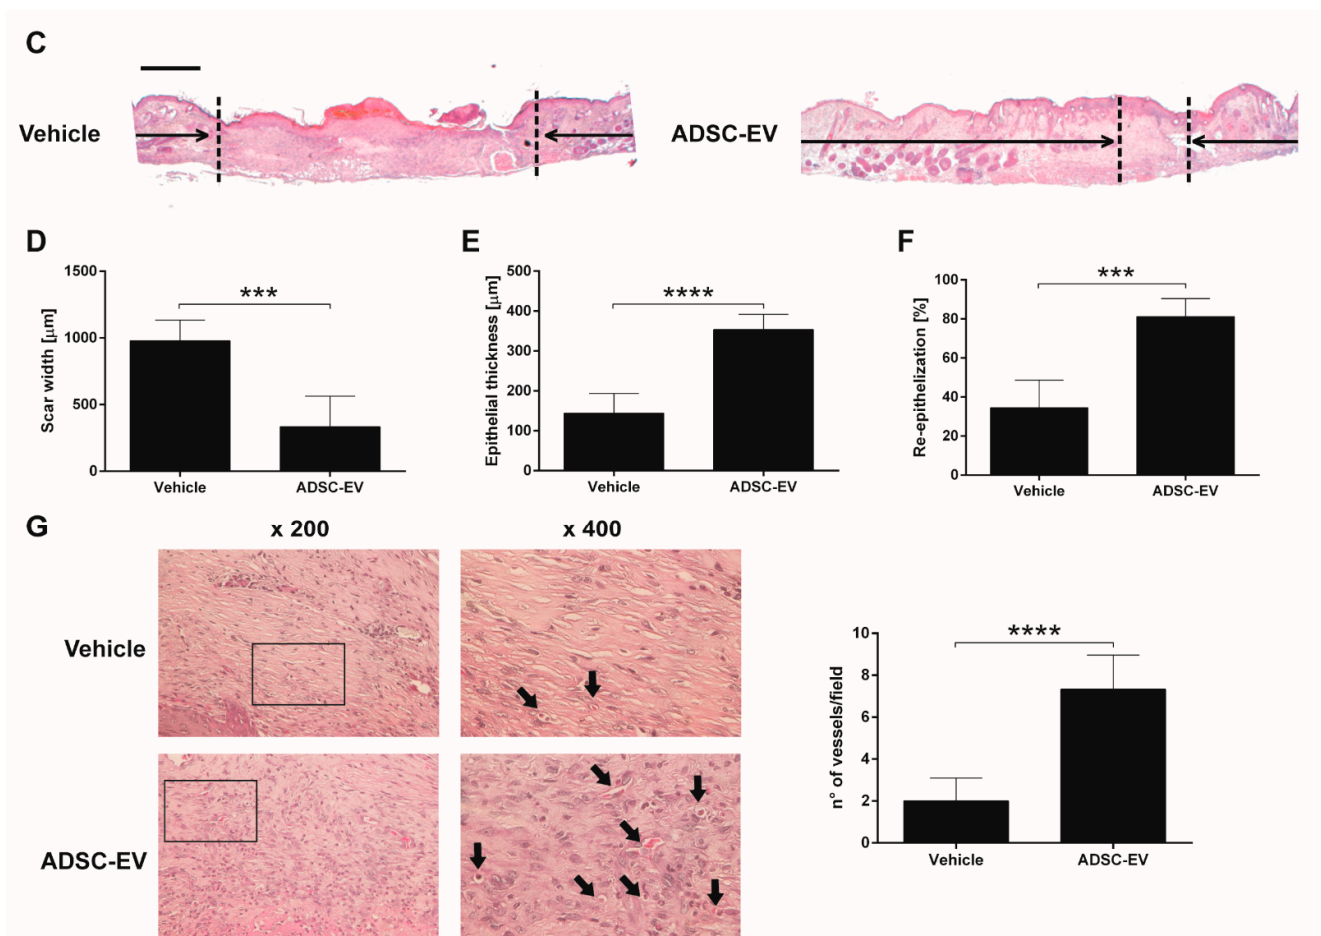 C
Vehicle
ADSC-EV
D
E
F
Scar width [µm]
1500
1000
500
0
***
Vehicle
ADSC-EV
Epithelial thickness [µm]
500
400
300
200
100
0
****
Vehicle
ADSC-EV
Re-epithelization [%]
100
80
60
40
20
0
***
Vehicle
ADSC-EV
G
x 200
x 400
Vehicle
ADSC-EV
n° of vessels/field
10
8
6
4
2
0
****
Vehicle
ADSC-EV